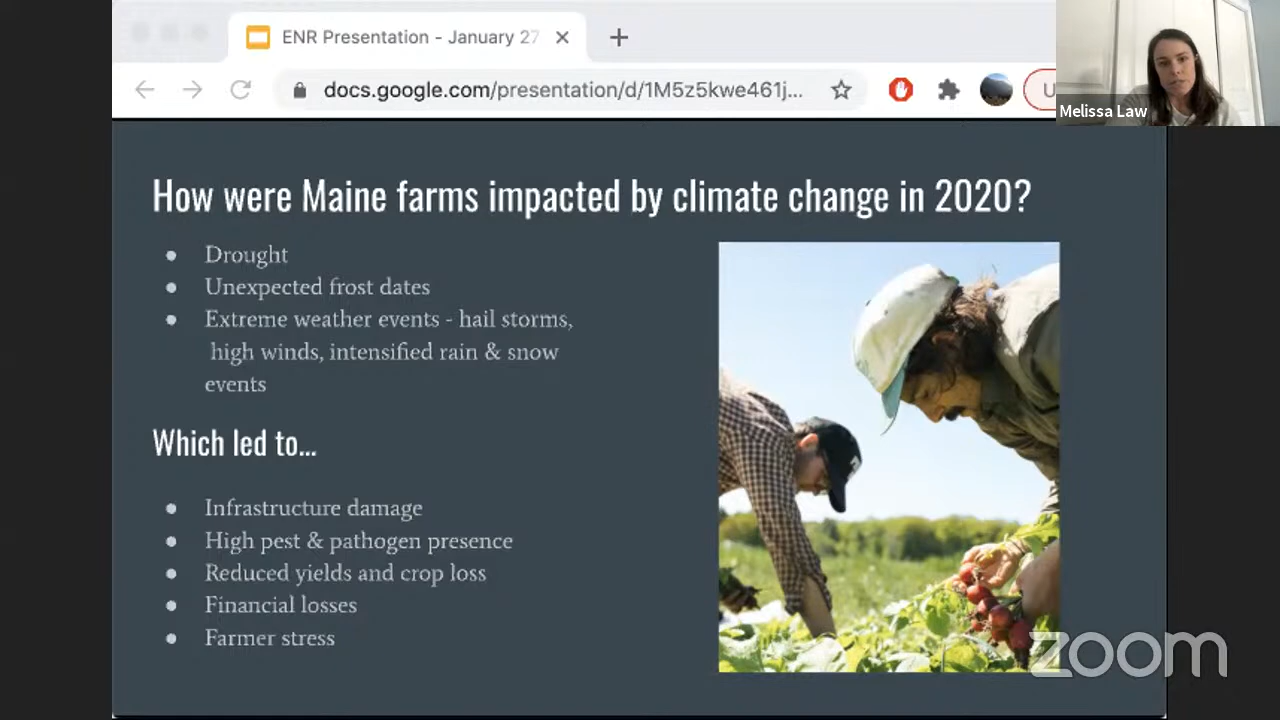 ENR Presentation - January 27
docs.google.com/presentation/d/1M5z5kwe461j...
U
Melissa Law
How were Maine farms impacted by climate change in 2020?
● Drought
● Unexpected frost dates
● Extreme weather events - hail storms,
high winds, intensified rain & snow
events
Which led to...
● Infrastructure damage
● High pest & pathogen presence
● Reduced yields and crop loss
● Financial losses
● Farmer stress
zoom